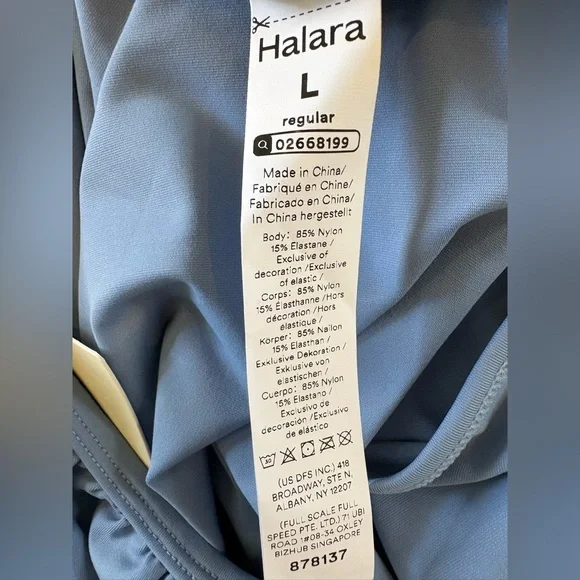 Halara
L
regular
02668199
Made in China/
Fabriqué en Chine/
Fabricado en China/
In China hergestellt
Body: 85% Nylon
15% Elastane/
Exclusive of
decoration /Exclusive
of elastic /
Corps: 85% Nylon
15% Élasthanne /Hors
décoration /Hors
élastique /
Körper: 85% Nailon
15% Elasthan /
Exklusive Dekoration /
Exklusive von
elastischen /
Cuerpo: 85% Nylon
15% Elastano /
Exclusivo de
decoración /Exclusivo
de elástico
30
(US DFS INC.) 418
BROADWAY, STE N,
ALBANY, NY 12207
(FULL SCALE FULL
SPEED PTE. LTD.) 71 UBI
ROAD 1#08-34 OXLEY
BIZHUB SINGAPORE
878137